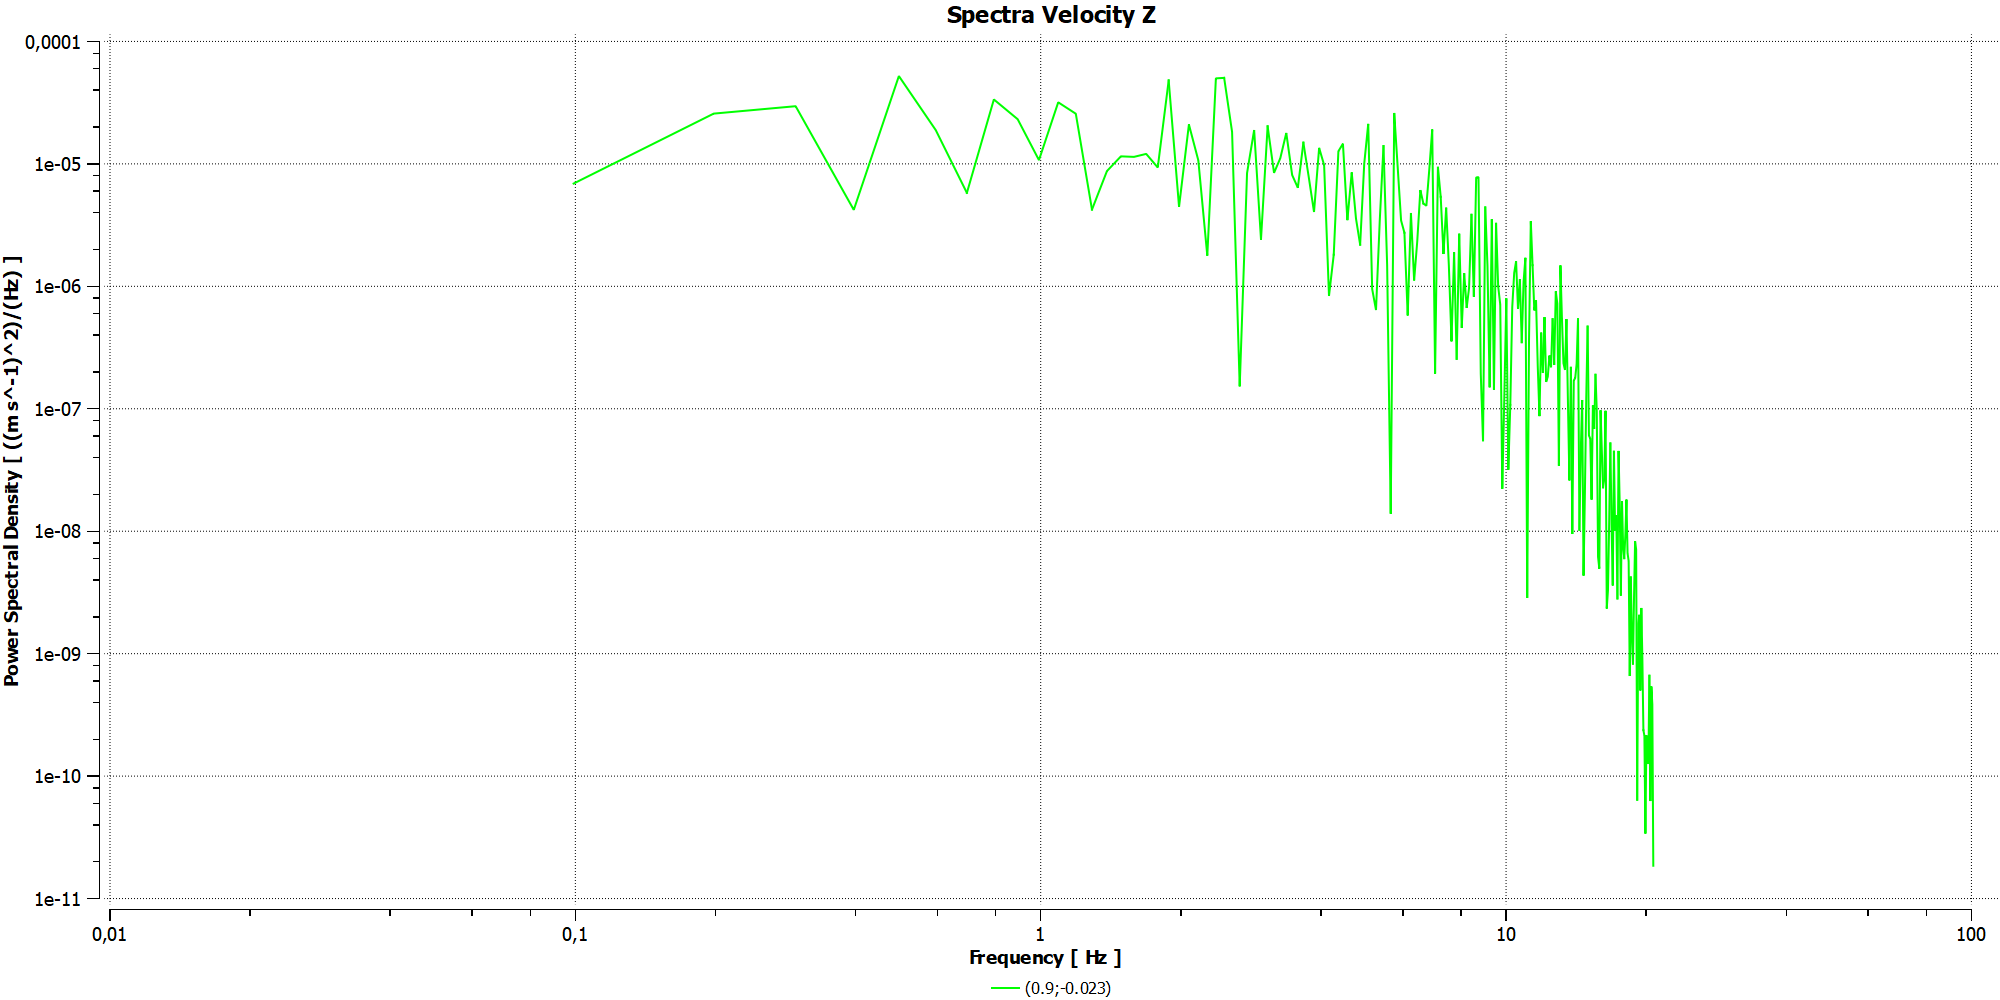 Spectra Velocity Z
0,0001
1e-05
1e-06
1e-07
1e-08
1e-09
1e-10
1e-11
Power Spectral Density [ ((m s^-1)^2)/(Hz) ]
0,01
0,1
1
10
100
Frequency [ Hz ]
(0.9;-0.023)